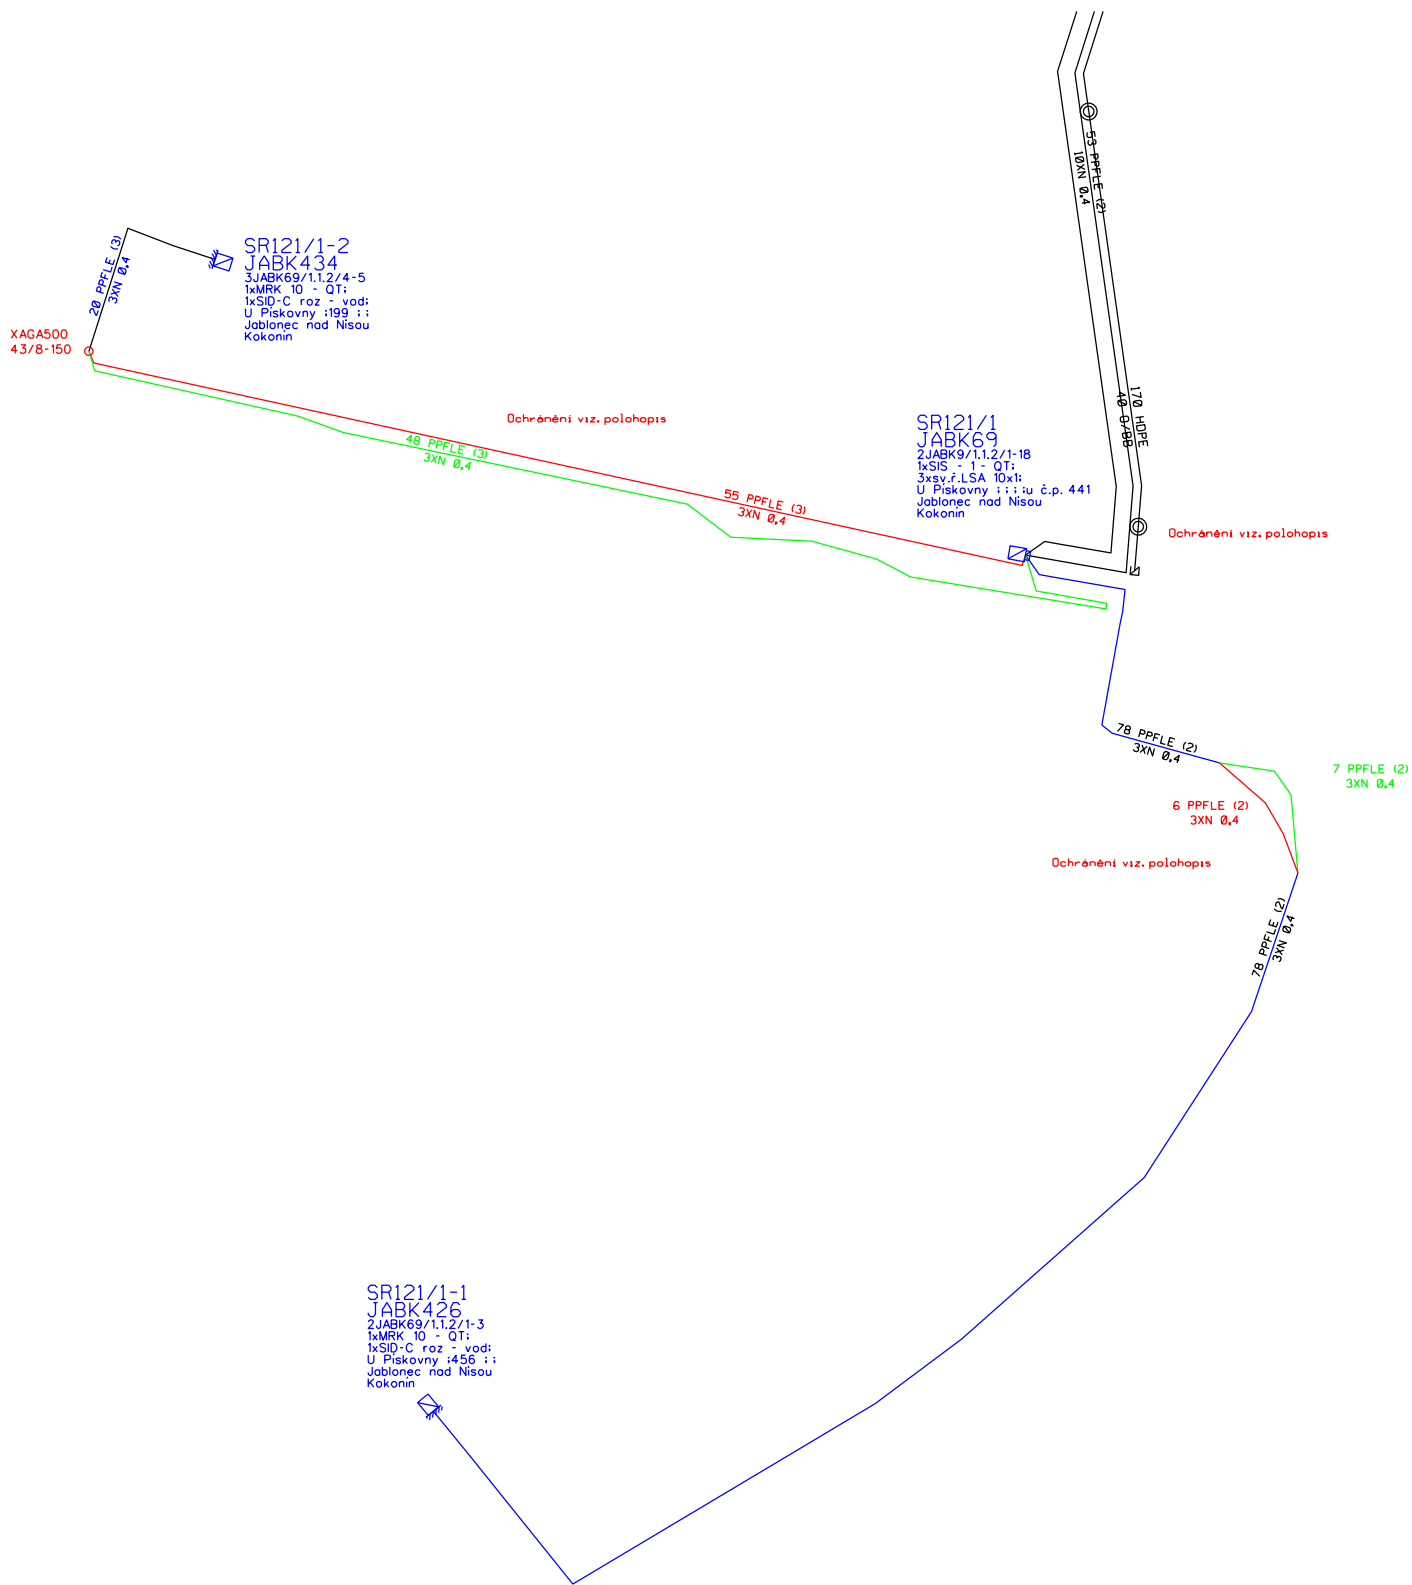 53 PPFLE (2)
10XN 0.4
SR121/1-2
JABK434
3JABK69/1.1.2/4-5
1xMRK 10 - QT;
1xSID-C roz - vod;
U Pískovny ;199 ;;
Jablonec nad Nisou
Kokonín
20 PPFLE (3)
3XN 0.4
XAGA500
43/8-150
Ochránění viz. polohopis
48 PPFLE (3)
3XN 0.4
55 PPFLE (3)
3XN 0.4
170 HDPE
40 O/BB
SR121/1
JABK69
2JABK9/1.1.2/1-18
1xSIS - 1 - QT;
3xsv.ř.LSA 10x1;
U Pískovny ;;;;u č.p. 441
Jablonec nad Nisou
Kokonín
Ochránění viz. polohopis
78 PPFLE (2)
3XN 0.4
7 PPFLE (2)
3XN 0.4
6 PPFLE (2)
3XN 0.4
Ochránění viz. polohopis
78 PPFLE (2)
3XN 0.4
SR121/1-1
JABK426
2JABK69/1.1.2/1-3
1xMRK 10 - QT;
1xSID-C roz - vod;
U Pískovny ;456 ;;
Jablonec nad Nisou
Kokonín